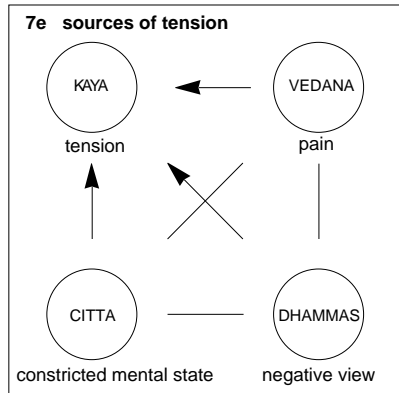 7e sources of tension
KAYA
VEDANA
tension
pain
CITTA
DHAMMAS
constricted mental state
negative view